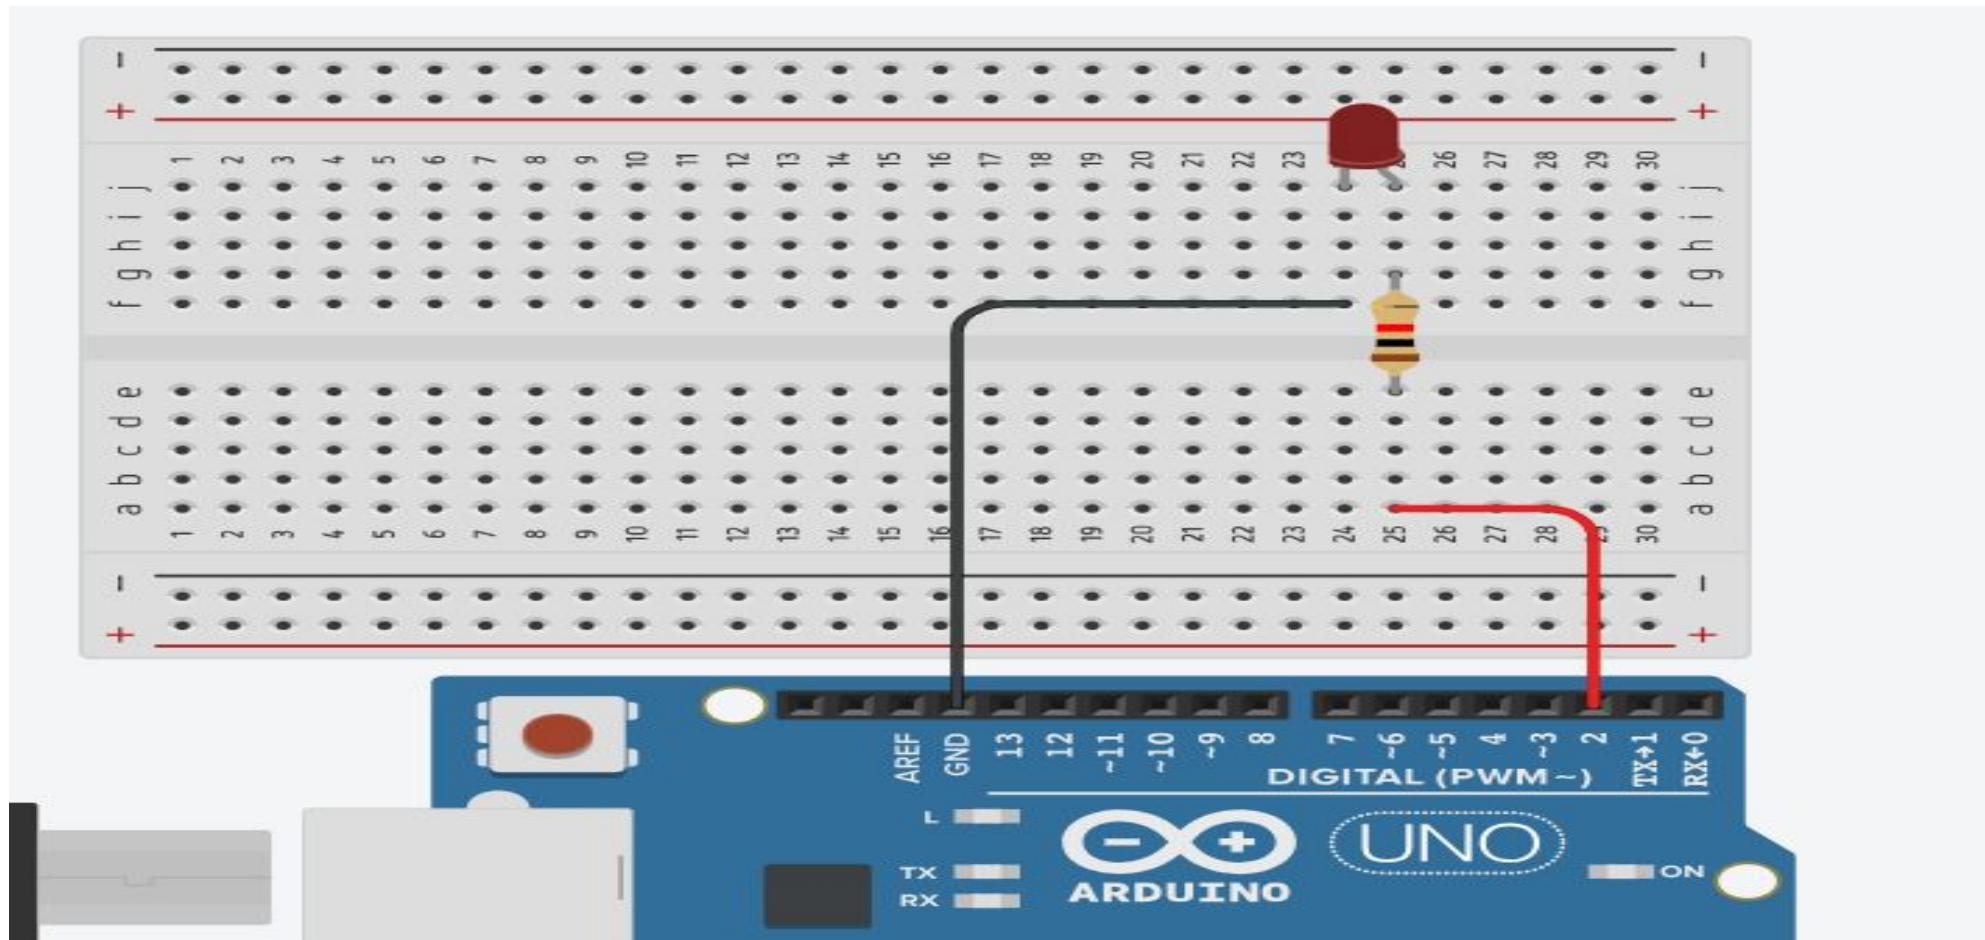 - -
+ +
1 2 3 4 5 6 7 8 9 10 11 12 13 14 15 16 17 18 19 20 21 22 23 26 27 28 29 30
j j
i i
h h
g g
f f
e e
d d
c c
b b
a a
1 2 3 4 5 6 7 8 9 10 11 12 13 14 15 16 17 18 19 20 21 22 23 24 25 26 27 28 29 30
- -
+ +
AREF GND 13 12 ~11 ~10 ~9 8 7 ~6 ~5 4 ~3 2 TX→1 RX←0
DIGITAL (PWM~)
L
UNO
TX ON
ARDUINO
RX